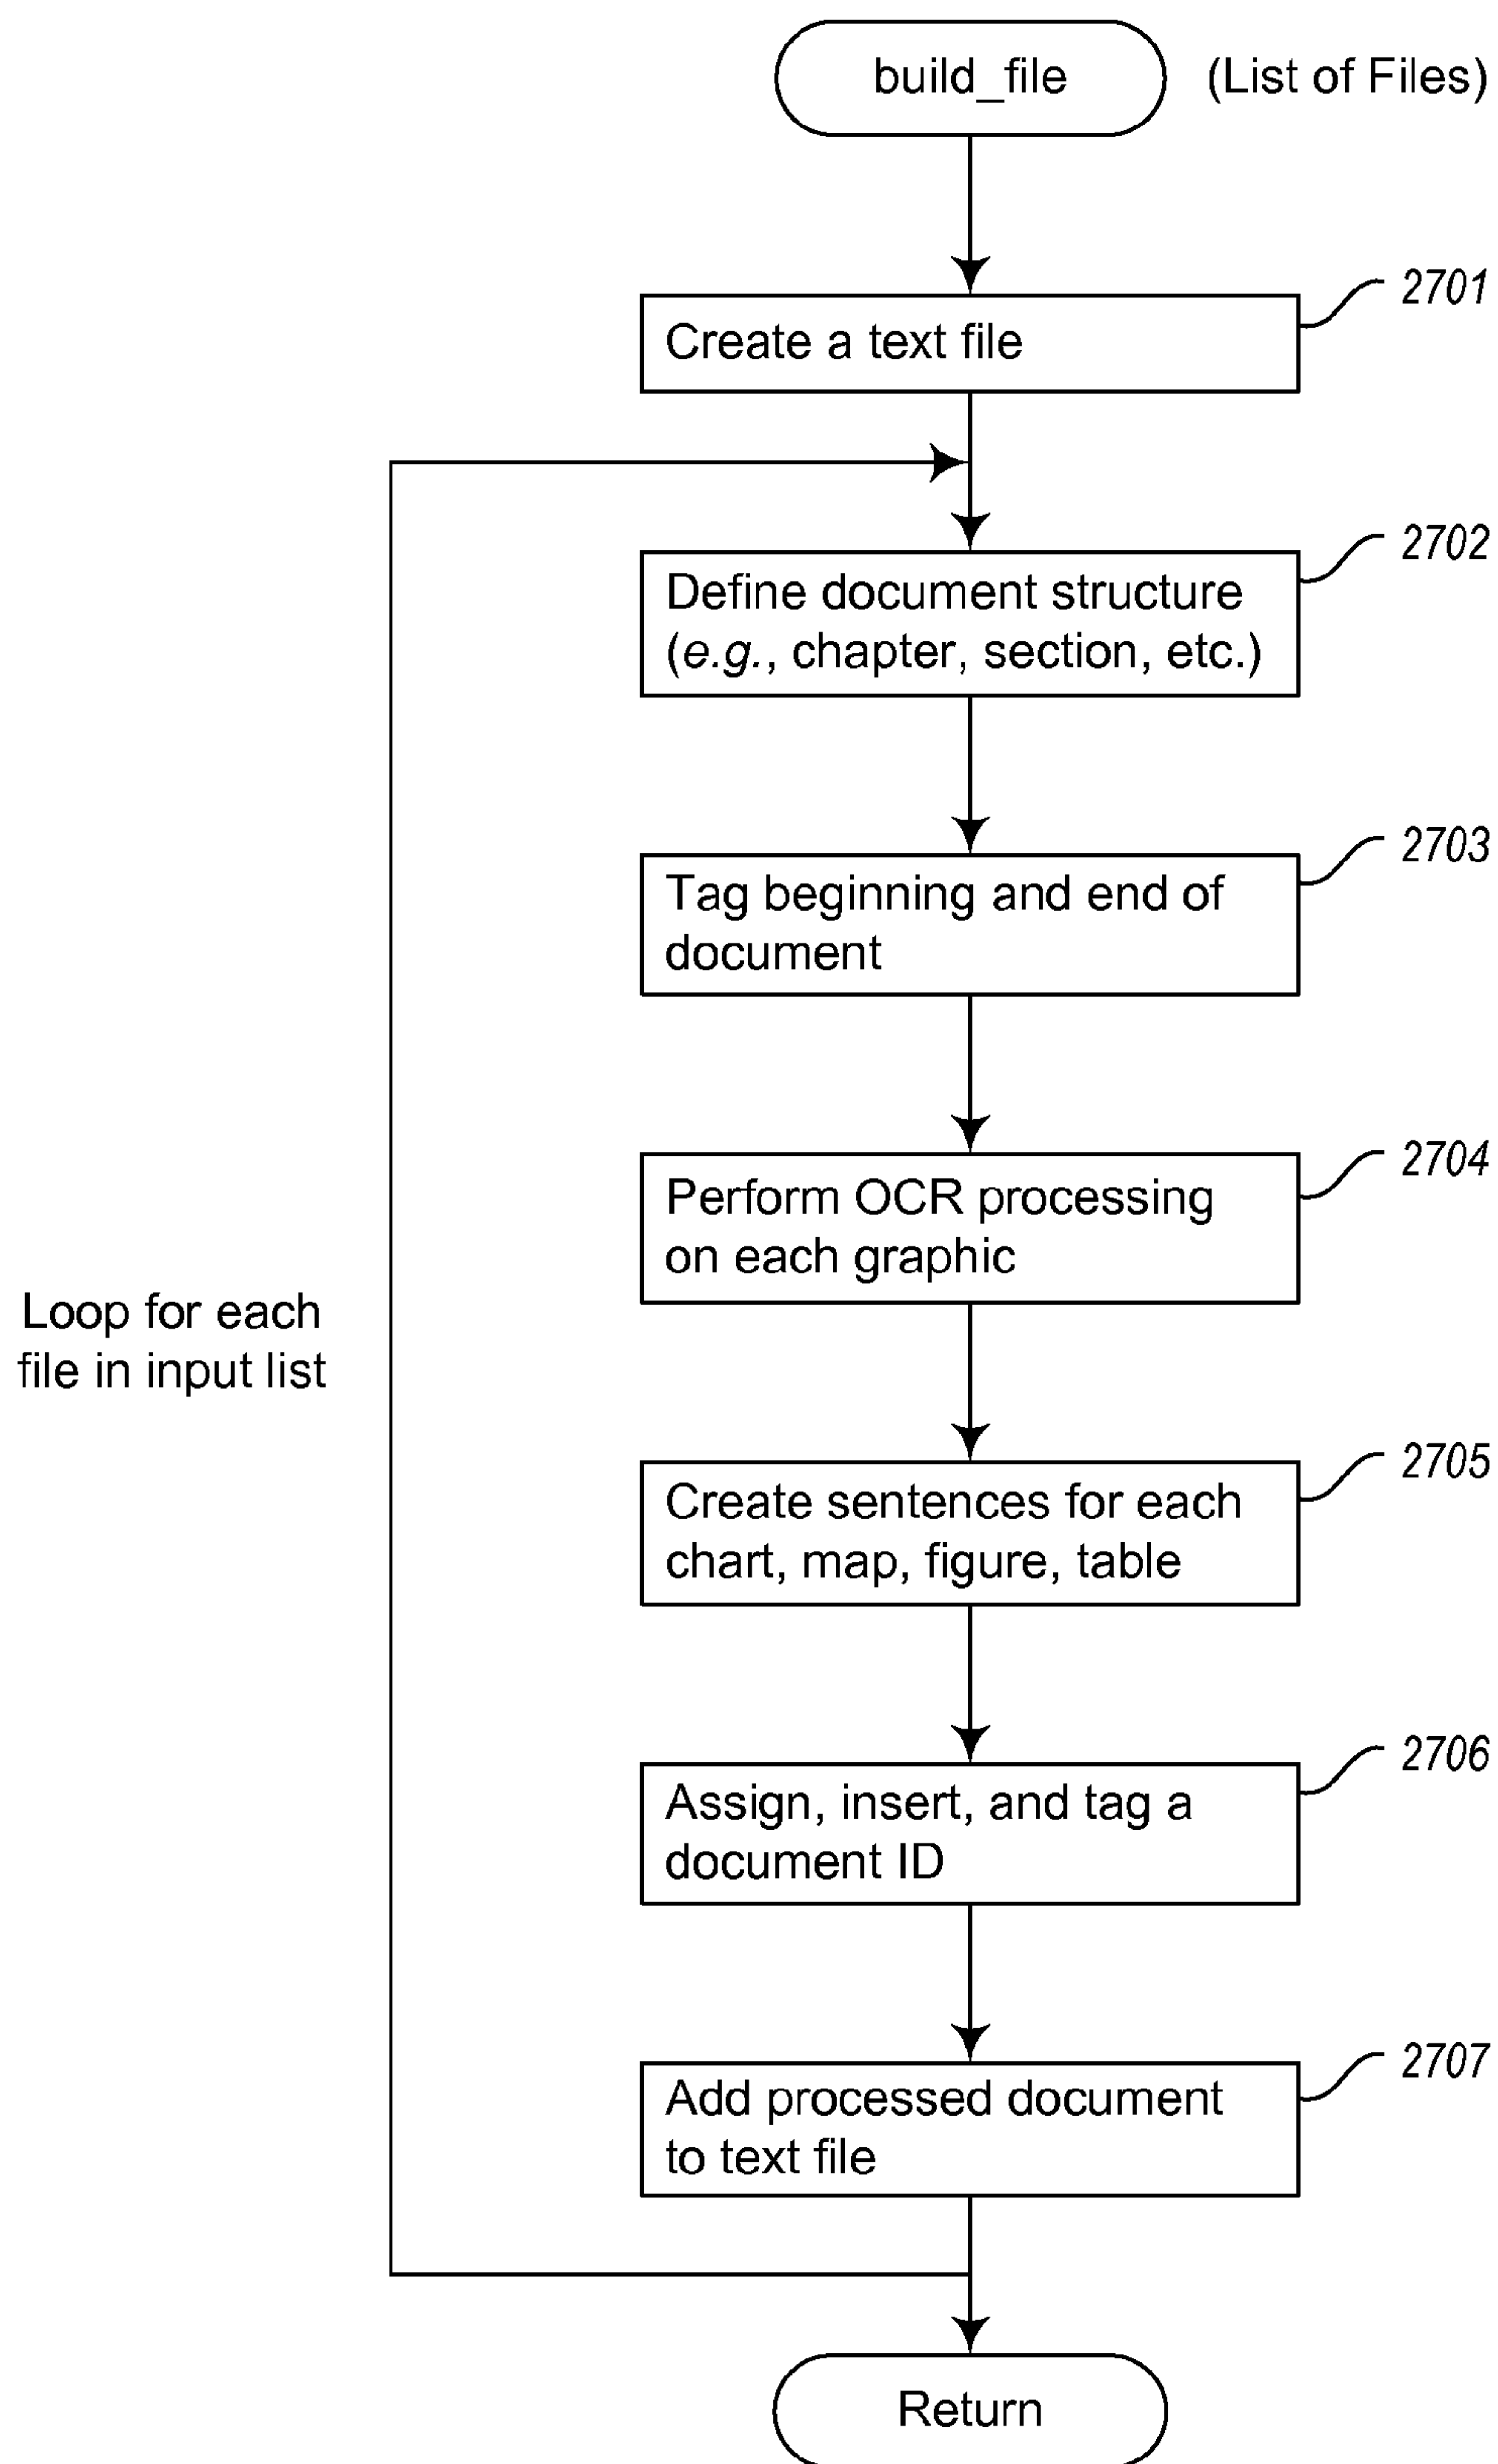 build_file (List of Files)
2701
Create a text file
2702
Define document structure
(e.g., chapter, section, etc.)
2703
Tag beginning and end of
document
2704
Perform OCR processing
on each graphic
Loop for each
file in input list
2705
Create sentences for each
chart, map, figure, table
2706
Assign, insert, and tag a
document ID
2707
Add processed document
to text file
Return